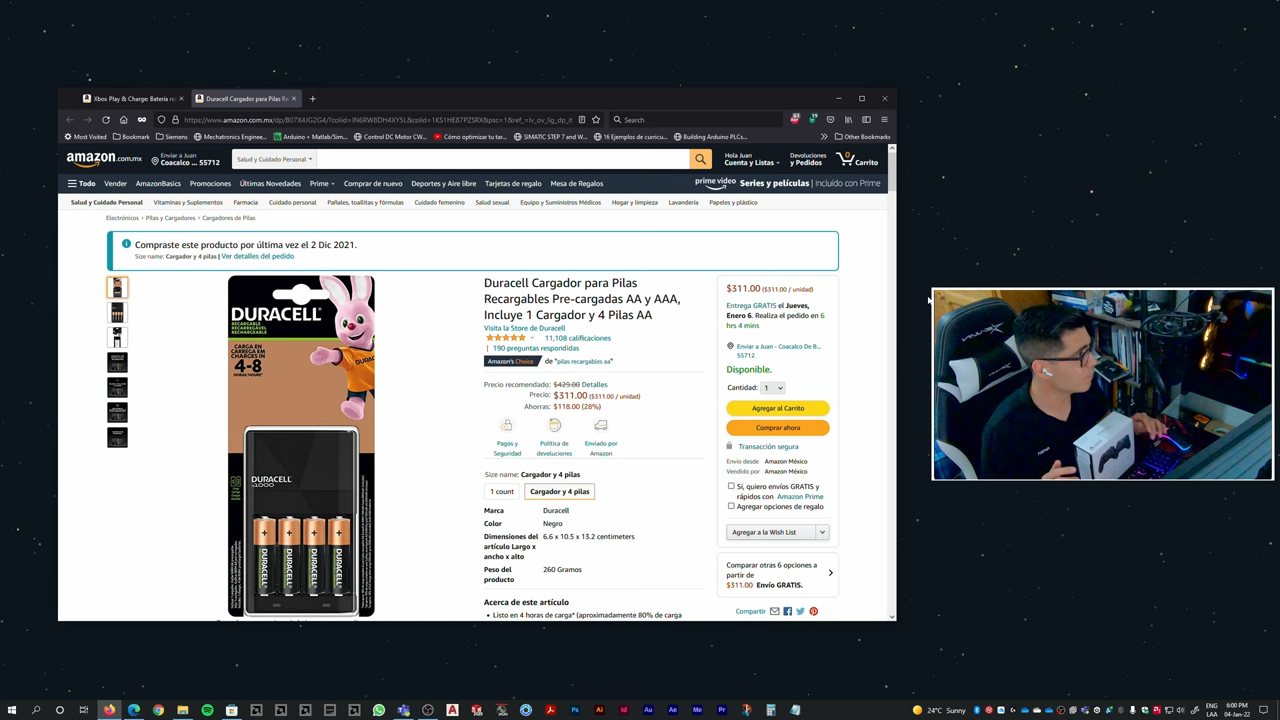 Xbox Play & Charge: Batería re
Duracell Cargador para Pilas Re
https://www.amazon.com.mx/dp/B07X4JG2G4/?colid=IN6RW8DH4XY5L&coliid=1K51HE87PZSRX&psc=1&ref_=lv_ov_lig_dp_it
Search
Most Visited
Bookmark
Siemens
Mechatronics Enginee...
Arduino + Matlab/Sim...
Control DC Motor CW...
Cómo optimizar tu tar...
SIMATIC STEP 7 and W...
16 Ejemplos de curricu...
Building Arduino PLCs...
Other Bookmarks
amazon.com.mx
Enviar a Juan
Coacalco ... 55712
Salud y Cuidado Personal
Hola Juan
Cuenta y Listas
Devoluciones
y Pedidos
0
Carrito
Todo
Vender
AmazonBasics
Promociones
Últimas Novedades
Prime
Comprar de nuevo
Deportes y Aire libre
Tarjetas de regalo
Mesa de Regalos
prime video
Series y películas | Incluido con Prime
Salud y Cuidado Personal
Vitaminas y Suplementos
Farmacia
Cuidado personal
Pañales, toallitas y fórmulas
Cuidado femenino
Salud sexual
Equipo y Suministros Médicos
Hogar y limpieza
Lavandería
Papeles y plástico
Electrónicos › Pilas y Cargadores › Cargadores de Pilas
Compraste este producto por última vez el 2 Dic 2021.
Size name: Cargador y 4 pilas | Ver detalles del pedido
DURACELL
RECARGABLE
RECARREGÁVEL
RECHARGEABLE
CARGA EN
CARREGA EM
CHARGES IN
4-8
DURACELL
Duracell Cargador para Pilas
Recargables Pre-cargadas AA y AAA,
Incluye 1 Cargador y 4 Pilas AA
Visita la Store de Duracell
11,108 calificaciones
| 190 preguntas respondidas
Amazon's Choice de "pilas recargables aa"
Precio recomendado: $429.00 Detalles
Precio: $311.00 ($311.00 / unidad)
Ahorras: $118.00 (28%)
Pagos y
Seguridad
Política de
devoluciones
Enviado por
Amazon
Size name: Cargador y 4 pilas
1 count
Cargador y 4 pilas
Marca Duracell
Color Negro
Dimensiones del
artículo Largo x
ancho x alto
6.6 x 10.5 x 13.2 centimeters
Peso del
producto
260 Gramos
Acerca de este artículo
• Listo en 4 horas de carga* (aproximadamente 80% de carga
$311.00 ($311.00 / unidad)
Entrega GRATIS el Jueves,
Enero 6. Realiza el pedido en 6
hrs 4 mins
Enviar a Juan - Coacalco De B...
55712
Disponible.
Cantidad: 1
Agregar al Carrito
Comprar ahora
Transacción segura
Envío desde Amazon México
Vendido por Amazon México
Sí, quiero envíos GRATIS y
rápidos con Amazon Prime
Agregar opciones de regalo
Agregar a la Wish List
Comparar otras 6 opciones a
partir de
$311.00 Envío GRATIS.
Compartir
DURACELL
DURACELL
DURACELL
DURACELL
24°C Sunny
ENG
LAA
6:00 PM
04-Jan-22